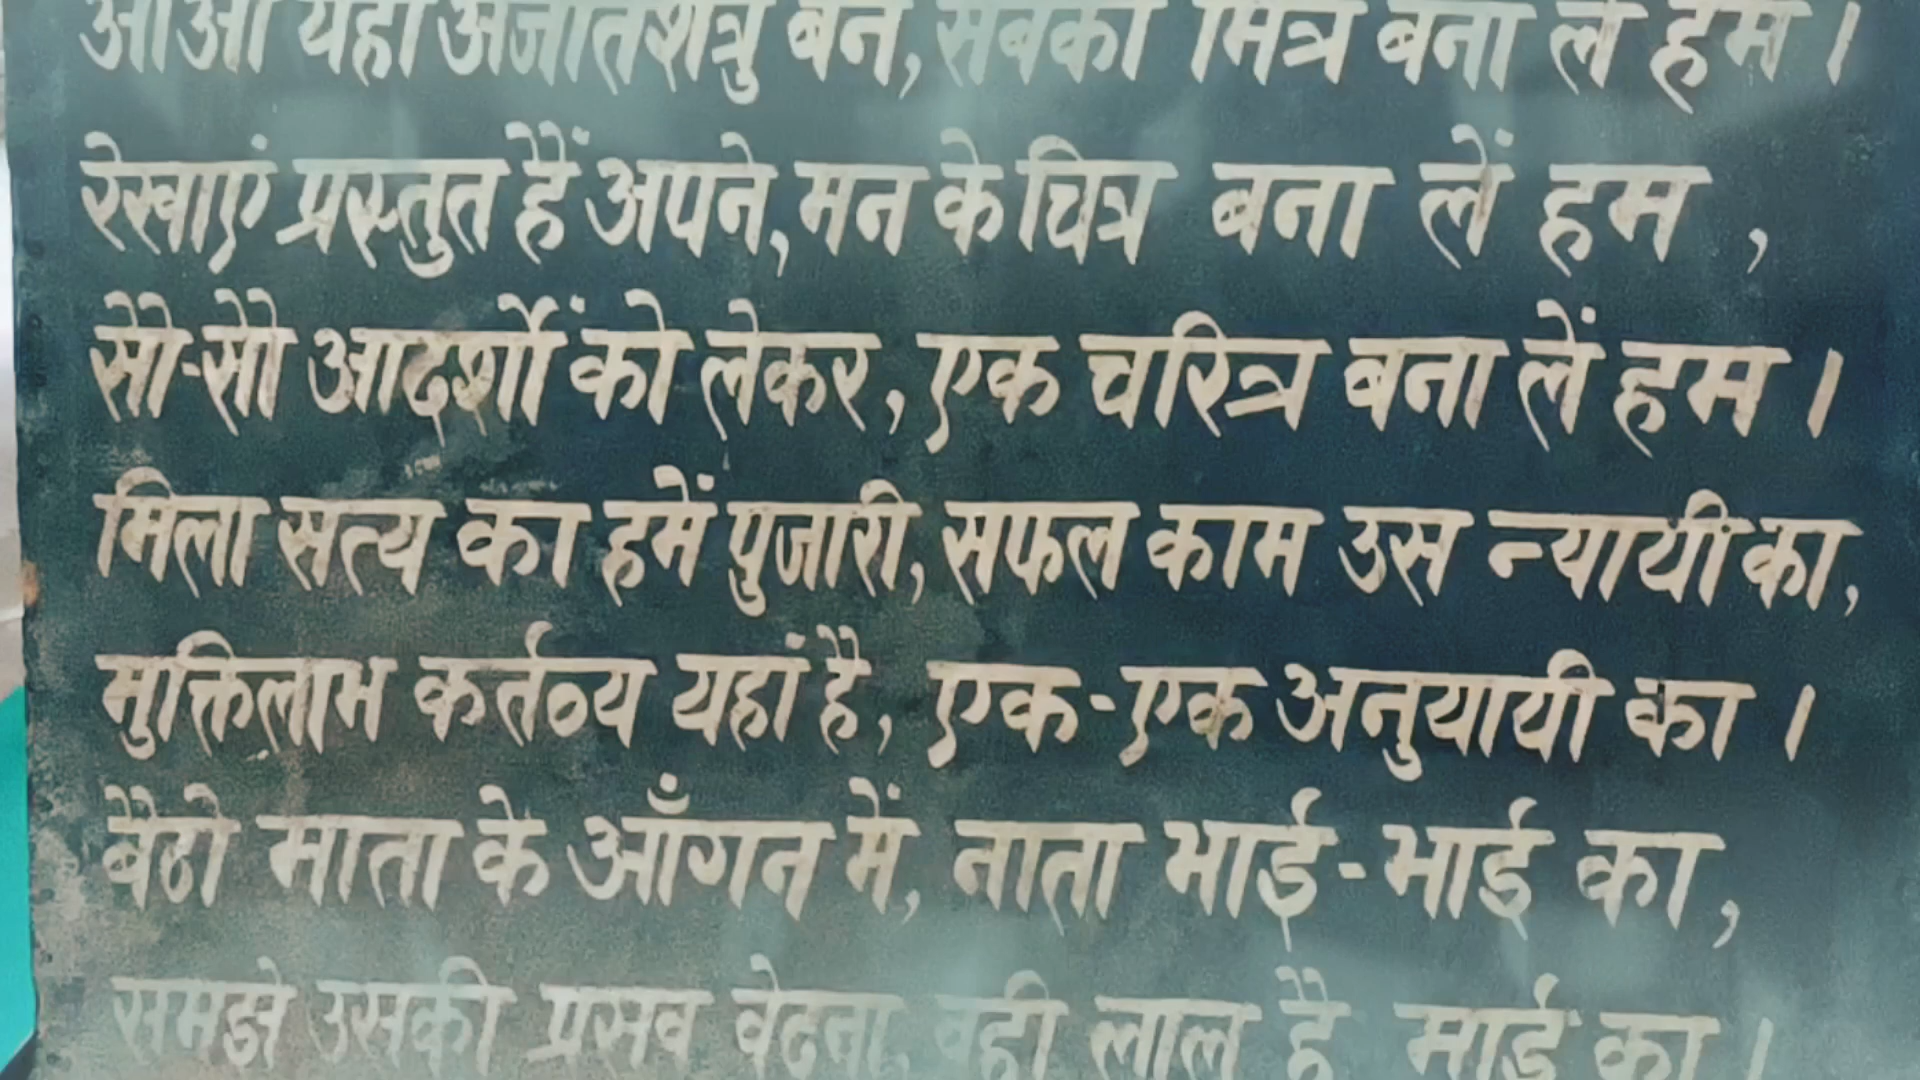 आओ यहां अजातशत्रु बन, सबको मित्र बना लें हम ।
रेखाएं प्रस्तुत हैं अपने, मन के चित्र बना लें हम ,
सौ-सौ आदर्शों को लेकर, एक चरित्र बना लें हम ।
मिला सत्य का हमें पुजारी, सफल काम उस न्यायी का,
मुक्तिलाभ कर्तव्य यहां है, एक-एक अनुयायी का ।
बैठो माता के आँगन में, नाता भाई-भाई का,
समझे उसकी प्रसव वेदना, वही लाल है माई का ।